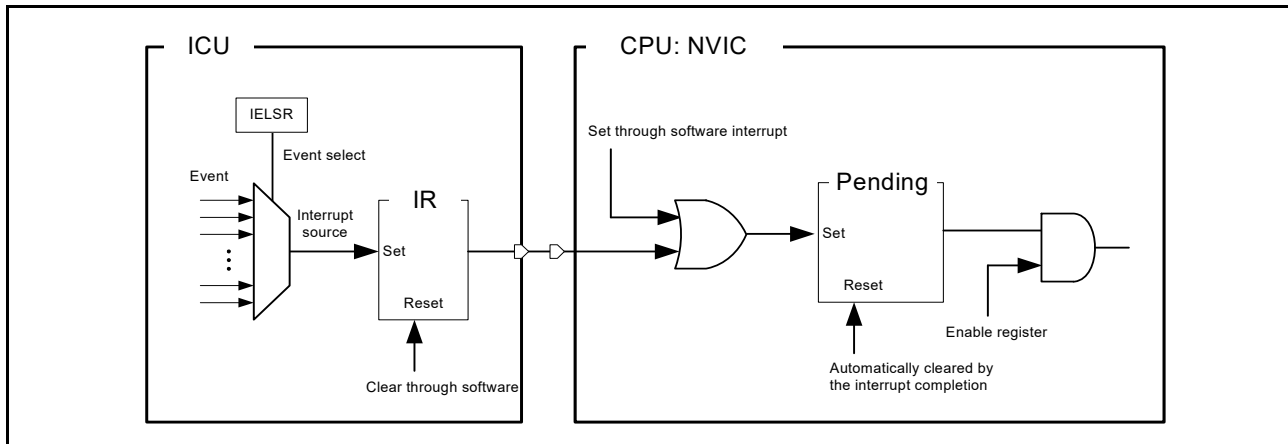 ICU
CPU: NVIC
IELSR
Event select
Event
Interrupt
source
IR
Set
Reset
Clear through software
Set through software interrupt
Pending
Set
Reset
Enable register
Automatically cleared by
the interrupt completion